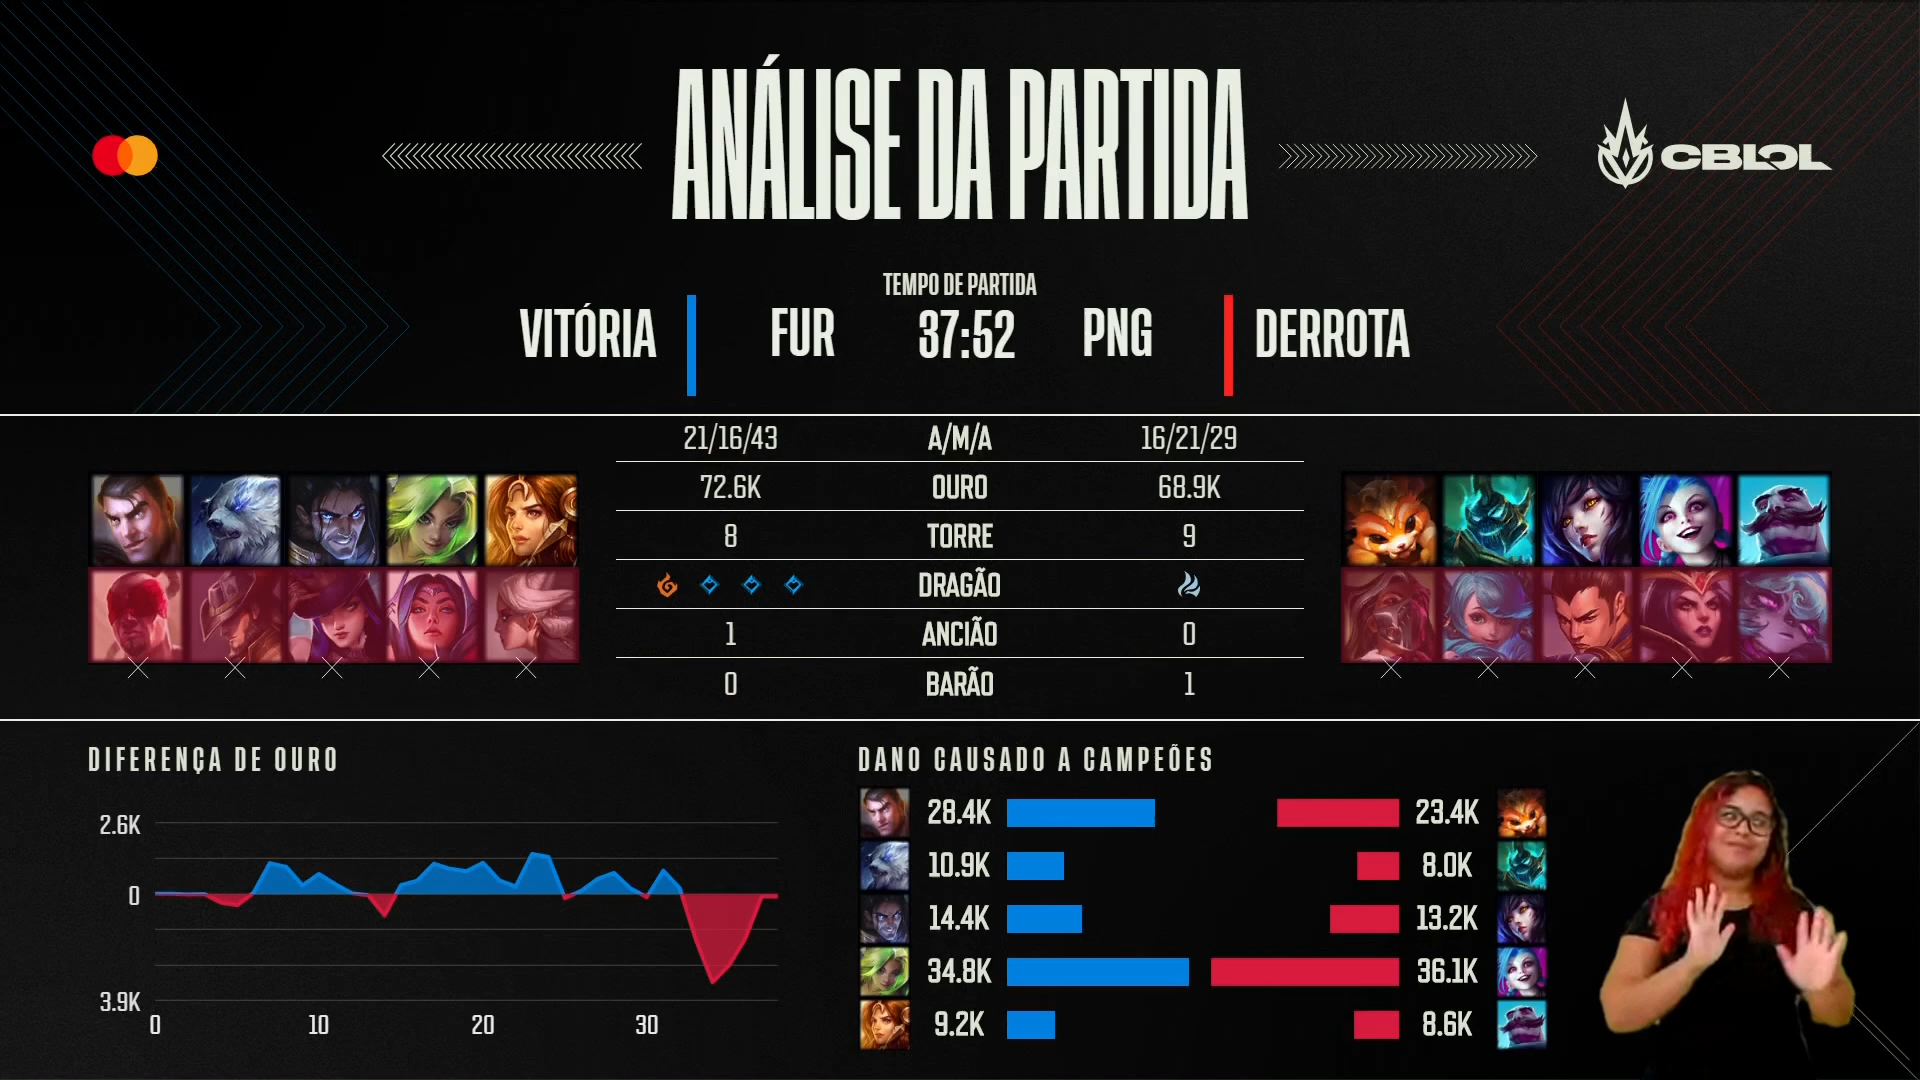 ANÁLISE DA PARTIDA
CBLOL
TEMPO DE PARTIDA
VITÓRIA FUR 37:52 PNG DERROTA
21/16/43 A/M/A 16/21/29
72.6K OURO 68.9K
8 TORRE 9
DRAGÃO
1 ANCIÃO 0
0 BARÃO 1
DIFERENÇA DE OURO
2.6K
0
3.9K
0 10 20 30
DANO CAUSADO A CAMPEÕES
28.4K 23.4K
10.9K 8.0K
14.4K 13.2K
34.8K 36.1K
9.2K 8.6K